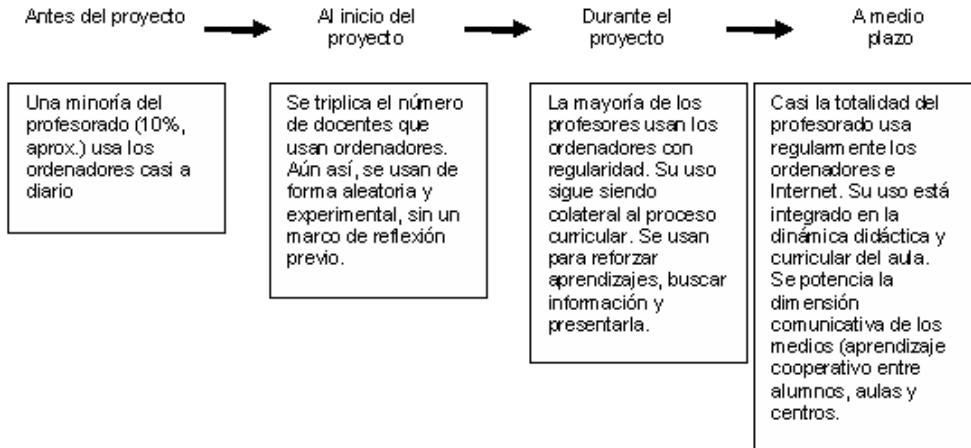 Antes del proyecto
Al inicio del
proyecto
Durante el
proyecto
A medio
plazo
Una minoría del
profesorado (10%,
aprox.) usa los
ordenadores casi a
diario
Se triplica el número
de docentes que
usan ordenadores.
Aún así, se usan de
forma aleatoria y
experimental, sin un
marco de reflexión
previo.
La mayoría de los
profesores usan los
ordenadores con
regularidad. Su uso
sigue siendo
colateral al proceso
curricular. Se usan
para reforzar
aprendizajes, buscar
información y
presentarla.
Casi la totalidad del
profesorado usa
regularmente los
ordenadores e
Internet. Su uso está
integrado en la
dinámica didáctica y
curricular del aula.
Se potencia la
dimensión
comunicativa de los
medios (aprendizaje
cooperativo entre
alumnos, aulas y
centros.